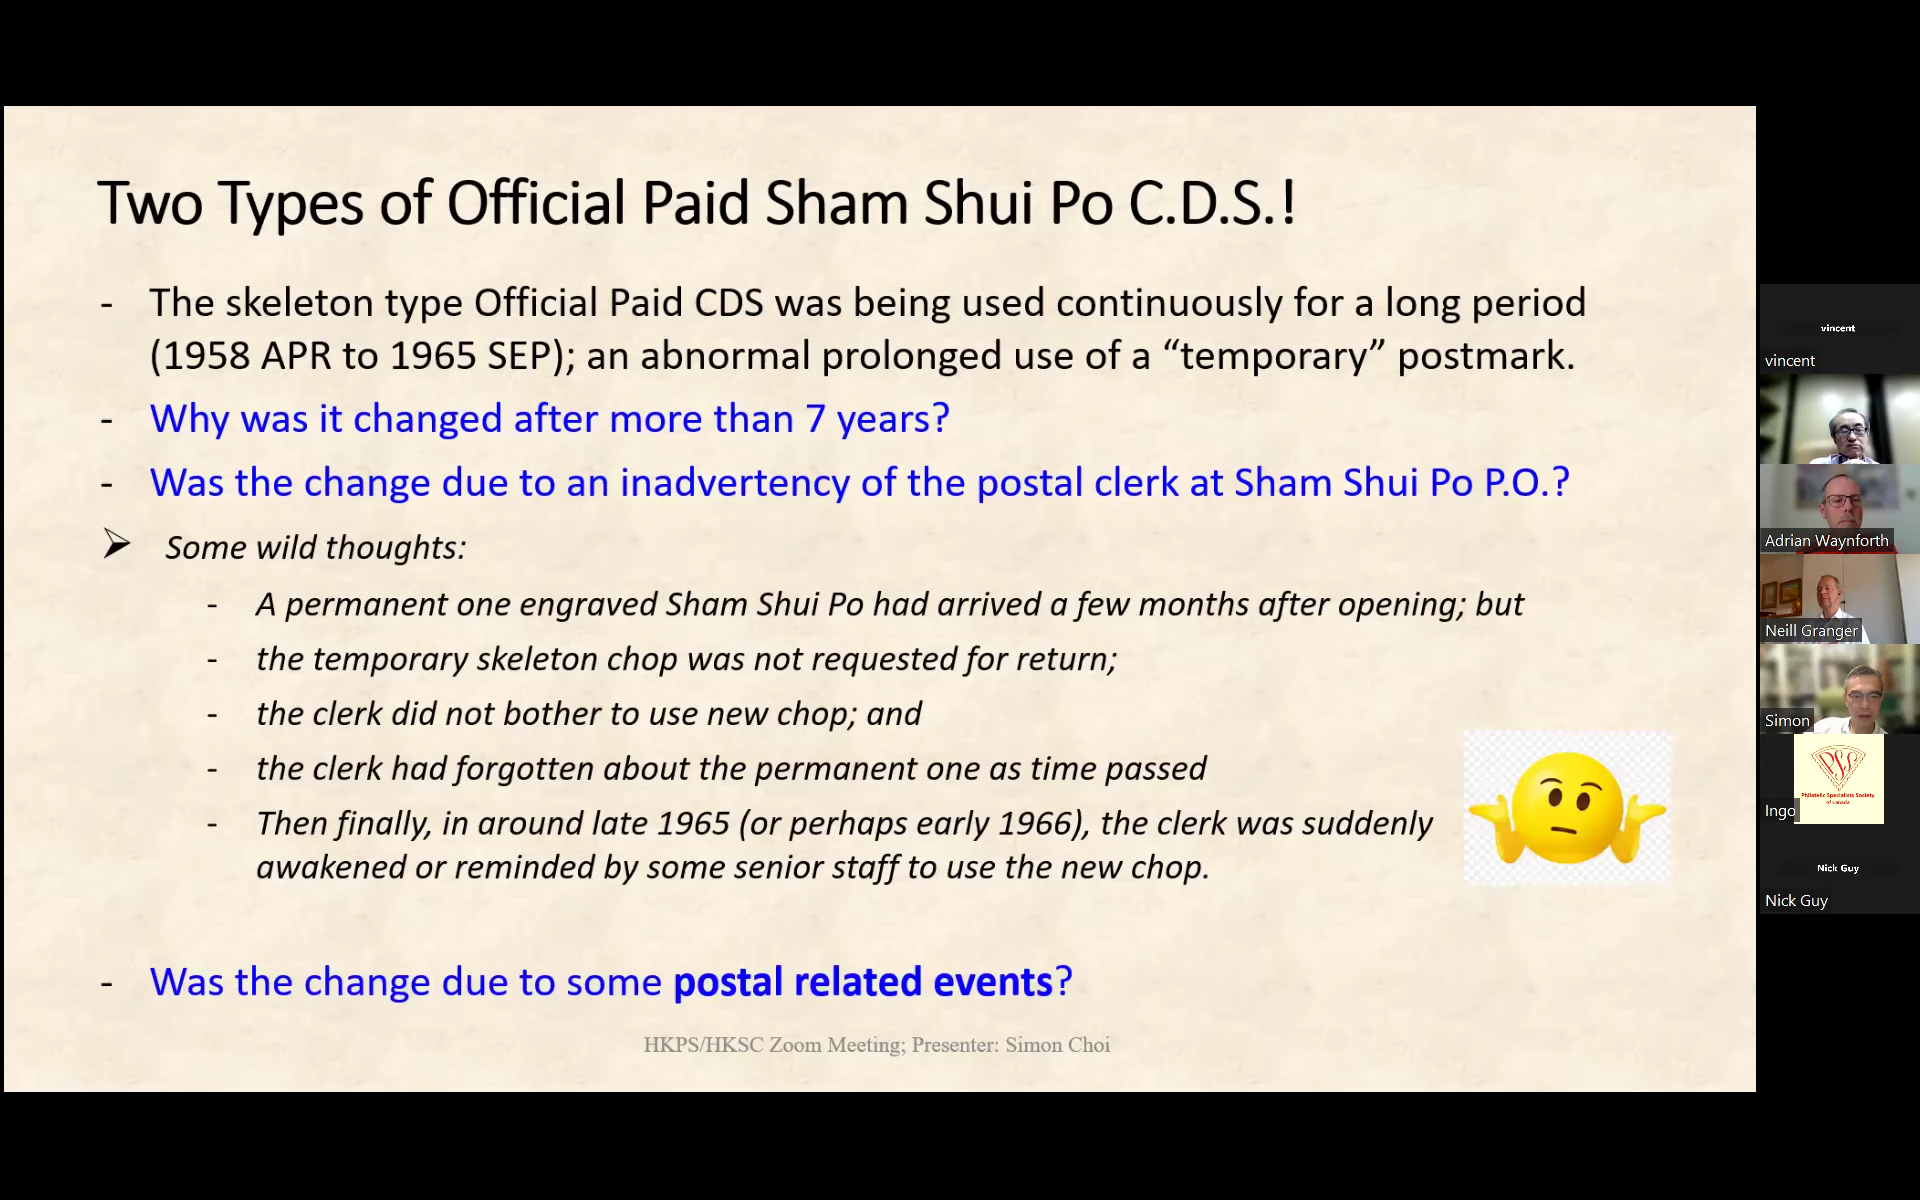 Two Types of Official Paid Sham Shui Po C.D.S.!
- The skeleton type Official Paid CDS was being used continuously for a long period
(1958 APR to 1965 SEP); an abnormal prolonged use of a “temporary” postmark.
- Why was it changed after more than 7 years?
- Was the change due to an inadvertency of the postal clerk at Sham Shui Po P.O.?
➢ Some wild thoughts:
- A permanent one engraved Sham Shui Po had arrived a few months after opening; but
- the temporary skeleton chop was not requested for return;
- the clerk did not bother to use new chop; and
- the clerk had forgotten about the permanent one as time passed
- Then finally, in around late 1965 (or perhaps early 1966), the clerk was suddenly
awakened or reminded by some senior staff to use the new chop.
- Was the change due to some postal related events?
HKPS/HKSC Zoom Meeting; Presenter: Simon Choi
vincent
vincent
Adrian Waynforth
Neill Granger
Simon
PSS
Philatelic Specialists Society
of Canada
Ingo
Nick Guy
Nick Guy